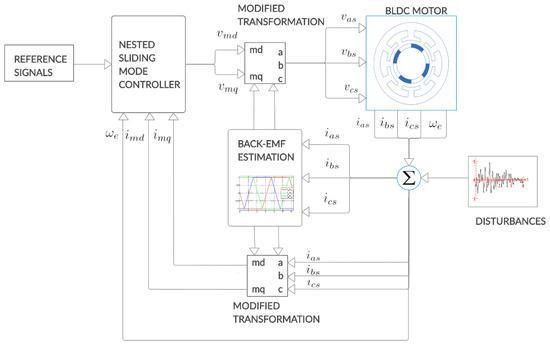 MODIFIED
TRANSFORMATION
BLDC MOTOR
REFERENCE
SIGNALS
NESTED
SLIDING
MODE
CONTROLLER
v_md
v_mq
md a
b
mq c
v_as
v_bs
v_cs
i_as i_bs i_cs ω_e
ω_e i_md i_mq
BACK-EMF
ESTIMATION
i_as
i_bs
i_cs
Σ
DISTURBANCES
md a
b
mq c
i_as
i_bs
i_cs
MODIFIED
TRANSFORMATION